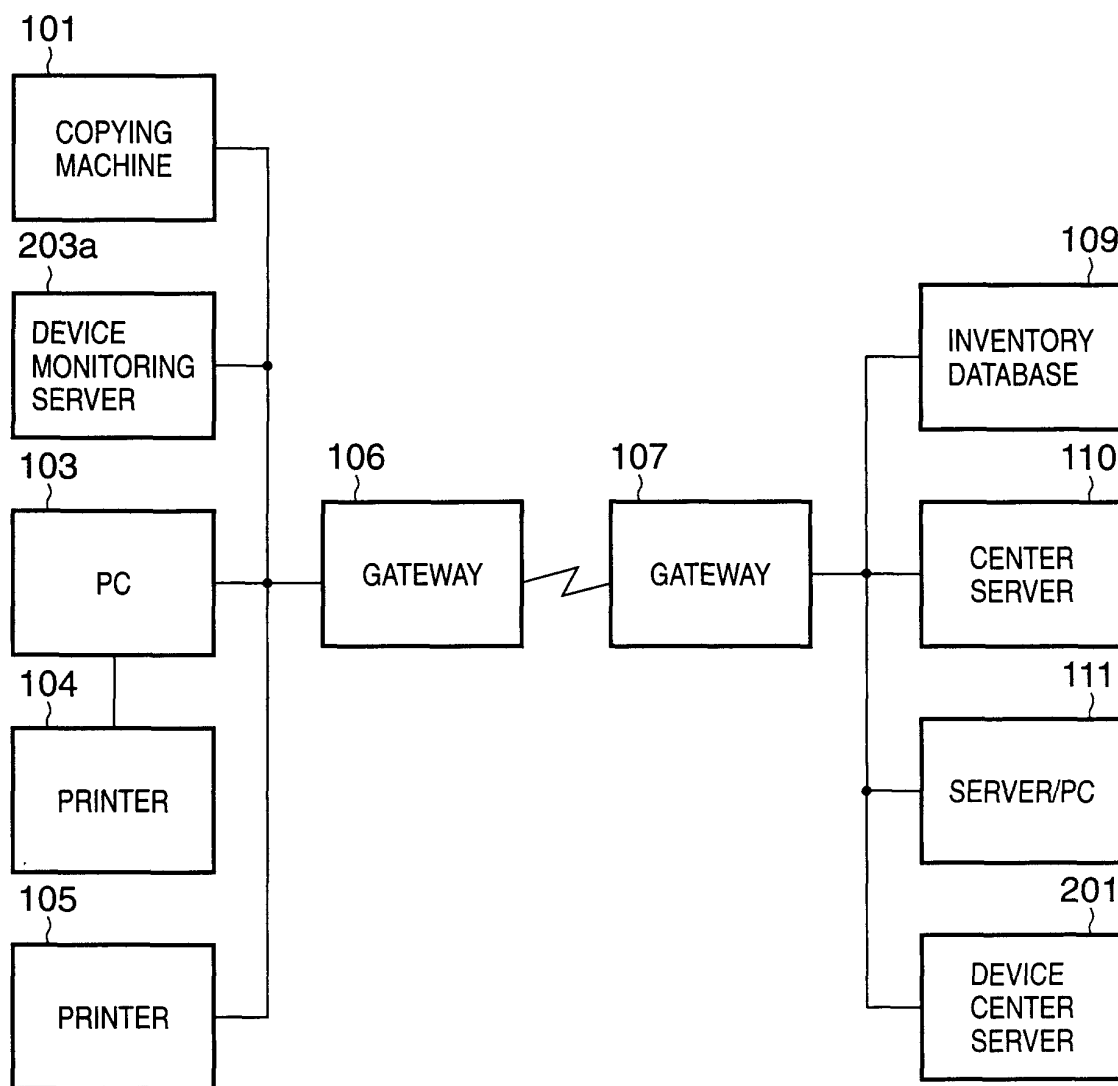 101
COPYING
MACHINE
203a
DEVICE
MONITORING
SERVER
103
PC
104
PRINTER
105
PRINTER
106
GATEWAY
107
GATEWAY
109
INVENTORY
DATABASE
110
CENTER
SERVER
111
SERVER/PC
201
DEVICE
CENTER
SERVER